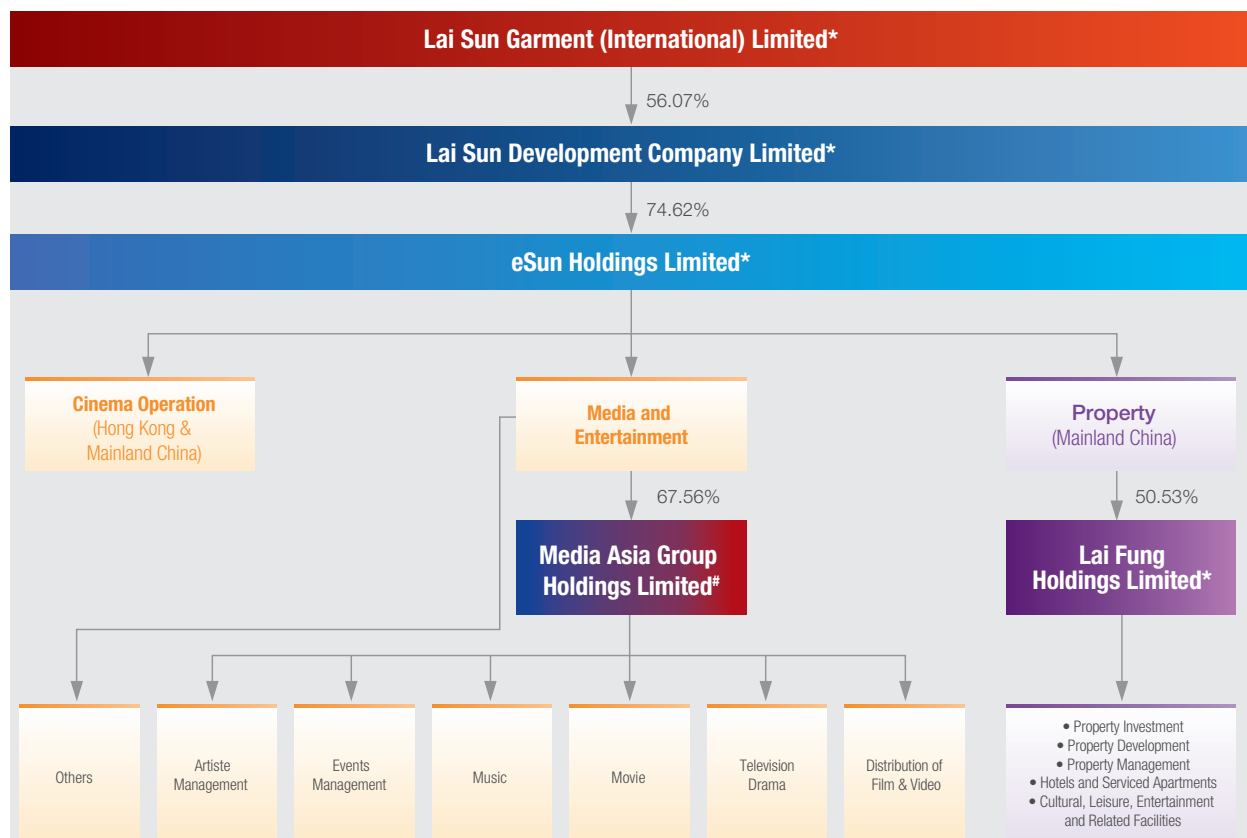 Lai Sun Garment (International) Limited*
56.07%
Lai Sun Development Company Limited*
74.62%
eSun Holdings Limited*
Cinema Operation
(Hong Kong &
Mainland China)
Media and
Entertainment
Property
(Mainland China)
67.56%
50.53%
Media Asia Group
Holdings Limited#
Lai Fung
Holdings Limited*
Others
Artiste
Management
Events
Management
Music
Movie
Television
Drama
Distribution of
Film & Video
• Property Investment
• Property Development
• Property Management
• Hotels and Serviced Apartments
• Cultural, Leisure, Entertainment
and Related Facilities